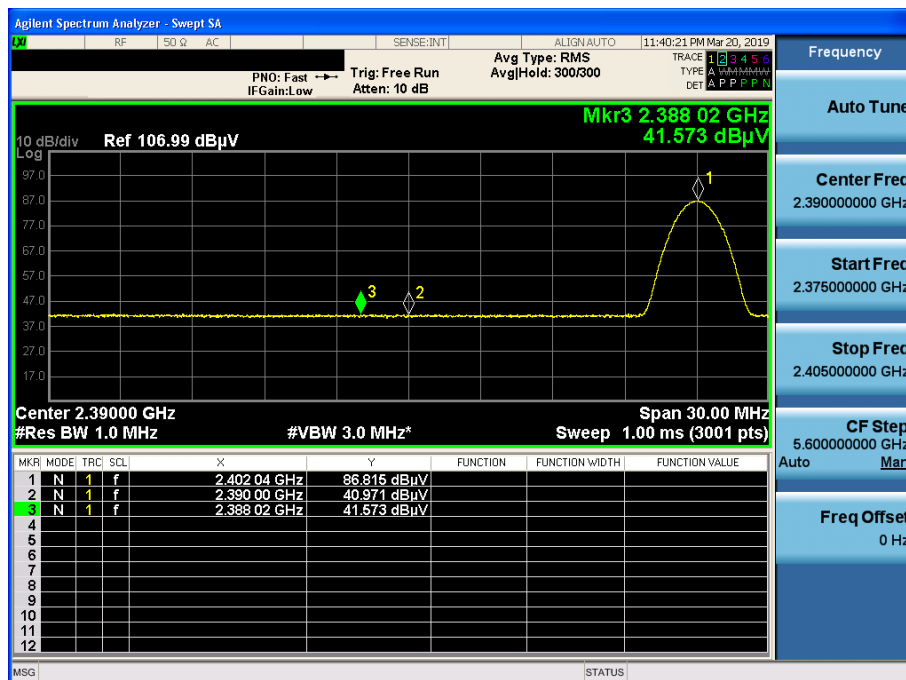 Agilent Spectrum Analyzer - Swept SA
LXI RF 50 Ω AC SENSE:INT ALIGN AUTO 11:40:21 PM Mar 20, 2019
PNO: Fast Trig: Free Run Avg Type: RMS TRACE 1 2 3 4 5 6
IFGain:Low Atten: 10 dB Avg|Hold: 300/300 TYPE A WMMMMW
DET A P P P P N
Mkr3 2.388 02 GHz
41.573 dBµV
10 dB/div Ref 106.99 dBµV
Log
97.0
87.0
77.0
67.0
57.0
47.0
37.0
27.0
17.0
1
3 2
Center 2.39000 GHz Span 30.00 MHz
#Res BW 1.0 MHz #VBW 3.0 MHz* Sweep 1.00 ms (3001 pts)
MKR MODE TRC SCL X Y FUNCTION FUNCTION WIDTH FUNCTION VALUE
1 N 1 f 2.402 04 GHz 86.815 dBµV
2 N 1 f 2.390 00 GHz 40.971 dBµV
3 N 1 f 2.388 02 GHz 41.573 dBµV
4
5
6
7
8
9
10
11
12
MSG STATUS
Frequency
Auto Tune
Center Freq
2.390000000 GHz
Start Freq
2.375000000 GHz
Stop Freq
2.405000000 GHz
CF Step
5.600000000 GHz
Auto Man
Freq Offset
0 Hz